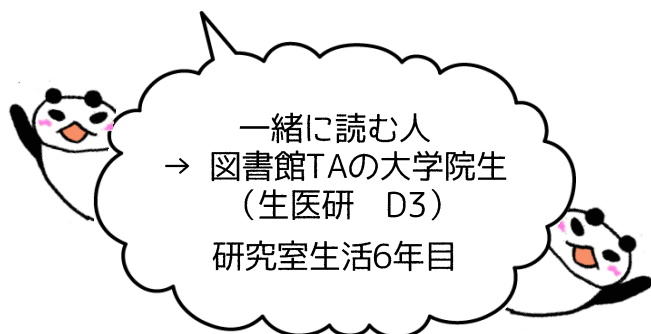 一緒に読む人
→ 図書館TAの大学院生
（生医研　D3）
研究室生活6年目